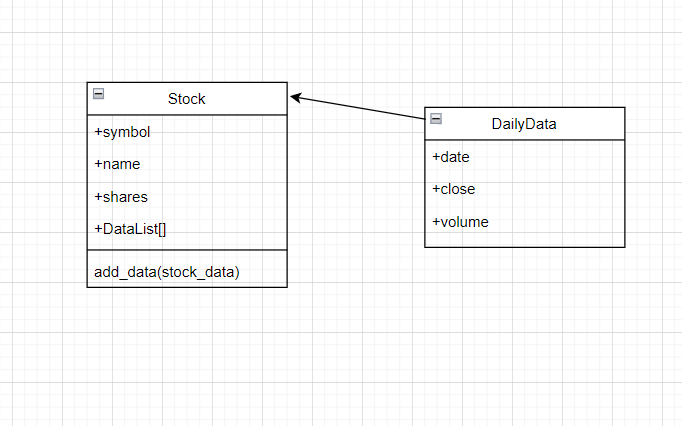 Stock
+symbol
+name
+shares
+DataList[]
add_data(stock_data)
DailyData
+date
+close
+volume